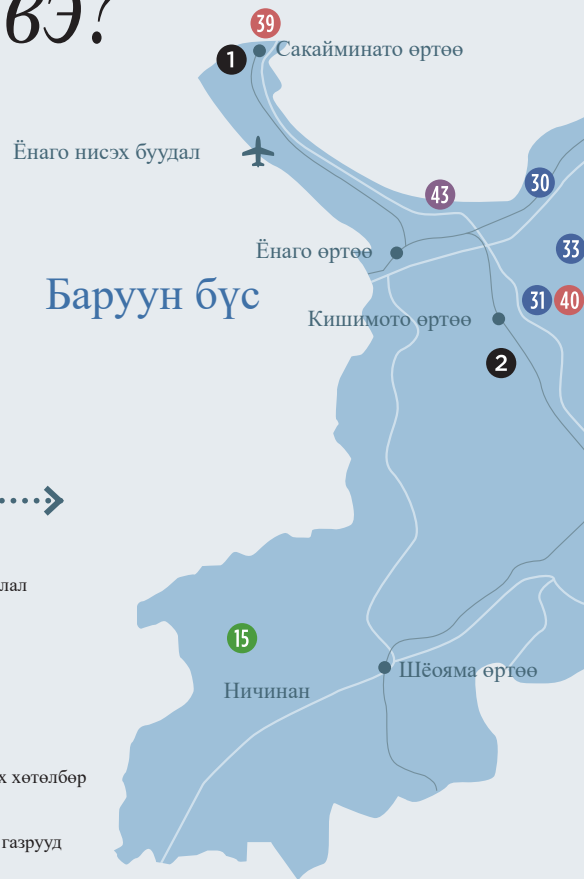 вэ?
39
1
Сакайминато өртөө
Ёнаго нисэх буудал
43
30
Ёнаго өртөө
33
Баруун бүс
31
40
Кишимото өртөө
2
лал
15
Шёояма өртөө
Ничинан
х хөтөлбөр
газрууд